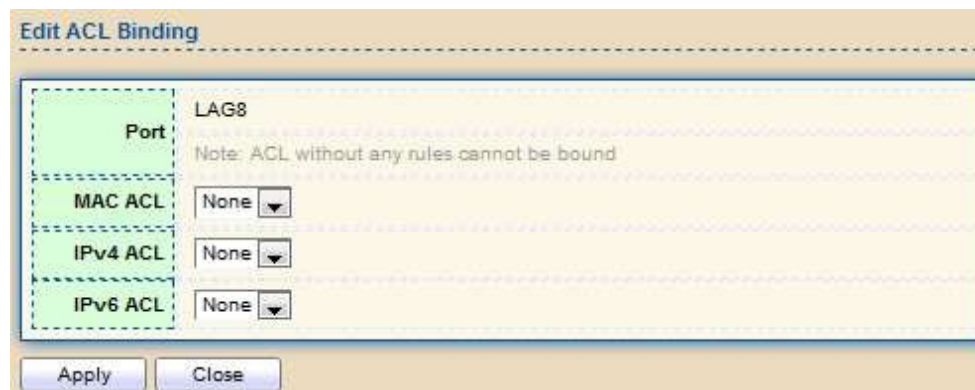 Edit ACL Binding
Port
LAG8
Note: ACL without any rules cannot be bound
MAC ACL None
IPv4 ACL None
IPv6 ACL None
Apply Close